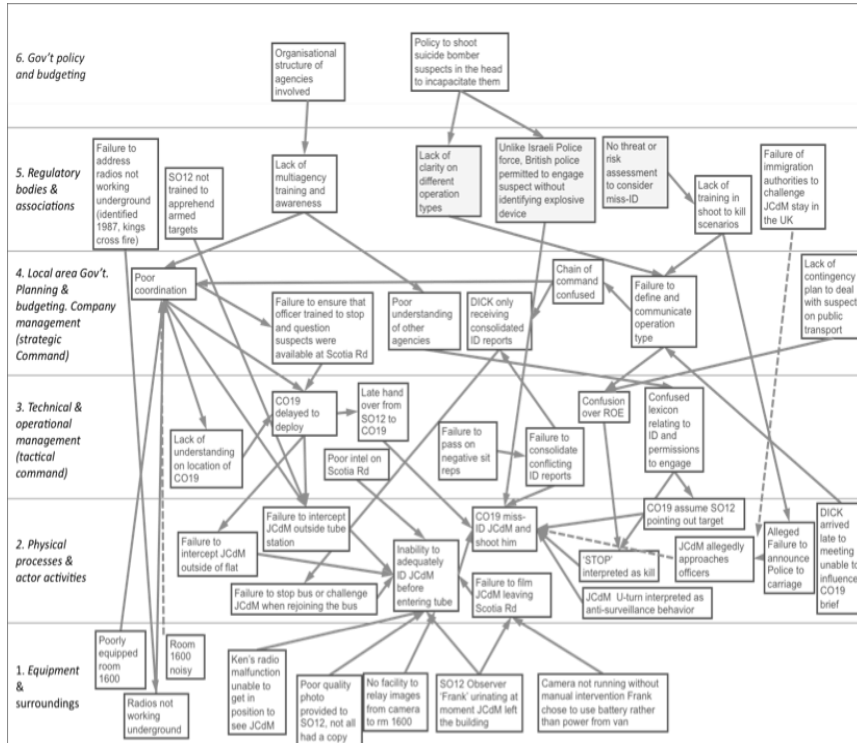 6. Gov't policy
and budgeting
Organisational
structure of
agencies
involved
Policy to shoot
suicide bomber
suspects in the head
to incapacitate them
5. Regulatory
bodies &
associations
Failure to
address
radios not
working
underground
(identified
1987, kings
cross fire)
SO12 not
trained to
apprehend
armed
targets
Lack of
multiagency
training and
awareness
Lack of
clarity on
different
operation
types
Unlike Israeli Police
force, British police
permitted to engage
suspect without
identifying explosive
device
No threat or
risk
assessment
to consider
miss-ID
Lack of
training in
shoot to kill
scenarios
Failure of
immigration
authorities to
challenge
JCdM stay in
the UK
4. Local area Gov't.
Planning &
budgeting. Company
management
(strategic
Command)
Poor
coordination
Failure to ensure that
officer trained to stop
and question
suspects were
available at Scotia Rd
Poor
understanding
of other
agencies
DICK only
receiving
consolidated
ID reports
Chain of
command
confused
Failure to
define and
communicate
operation
type
Lack of
contingency
plan to deal
with suspect
on public
transport
3. Technical &
operational
management
(tactical
command)
Lack of
understanding
on location of
CO19
CO19
delayed to
deploy
Late hand
over from
SO12 to
CO19
Poor intel on
Scotia Rd
Failure to
pass on
negative sit
reps
Failure to
consolidate
conflicting
ID reports
Confusion
over ROE
Confused
lexicon
relating to
ID and
permissions
to engage
2. Physical
processes &
actor activities
Failure to
intercept JCdM
outside of flat
Failure to intercept
JCdM outside tube
station
Failure to stop bus or challenge
JCdM when rejoining the bus
Inability to
adequately
ID JCdM
before
entering tube
CO19 miss-
ID JCdM and
shoot him
Failure to film
JCdM leaving
Scotia Rd
'STOP'
interpreted as kill
CO19 assume SO12
pointing out target
JCdM allegedly
approaches
officers
JCdM U-turn interpreted as
anti-surveillance behavior
Alleged
Failure to
announce
Police to
carriage
DICK
arrived
late to
meeting
unable to
influence
CO19
brief
1. Equipment
&
surroundings
Poorly
equipped
room
1600
Radios not
working
underground
Room
1600
noisy
Ken's radio
malfunction
unable to
get in
position to
see JCdM
Poor quality
photo
provided to
SO12, not all
had a copy
No facility to
relay images
from camera
to rm 1600
SO12 Observer
'Frank' urinating at
moment JCdM left
the building
Camera not running without
manual intervention Frank
chose to use battery rather
than power from van